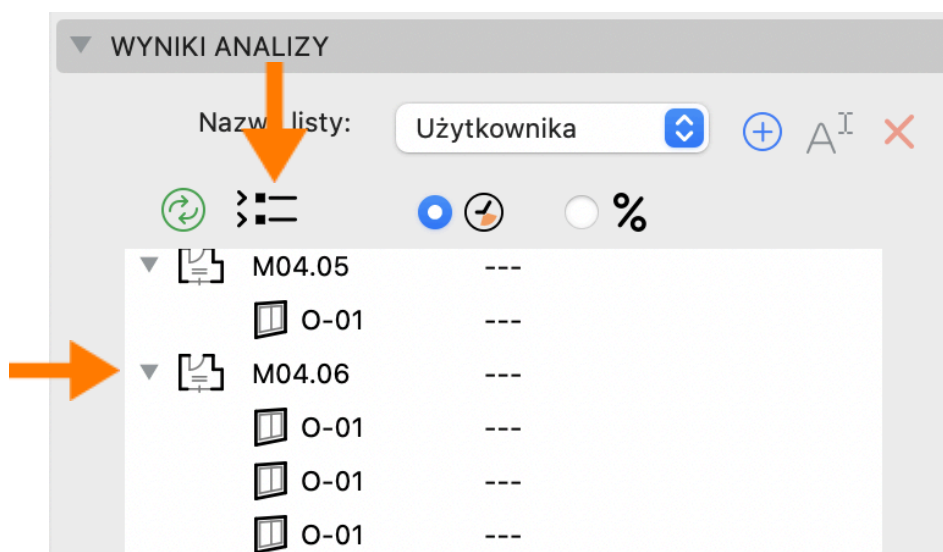 WYNIKI ANALIZY
Nazw listy: Użytkownika
%
M04.05 ---
O-01 ---
M04.06 ---
O-01 ---
O-01 ---
O-01 ---